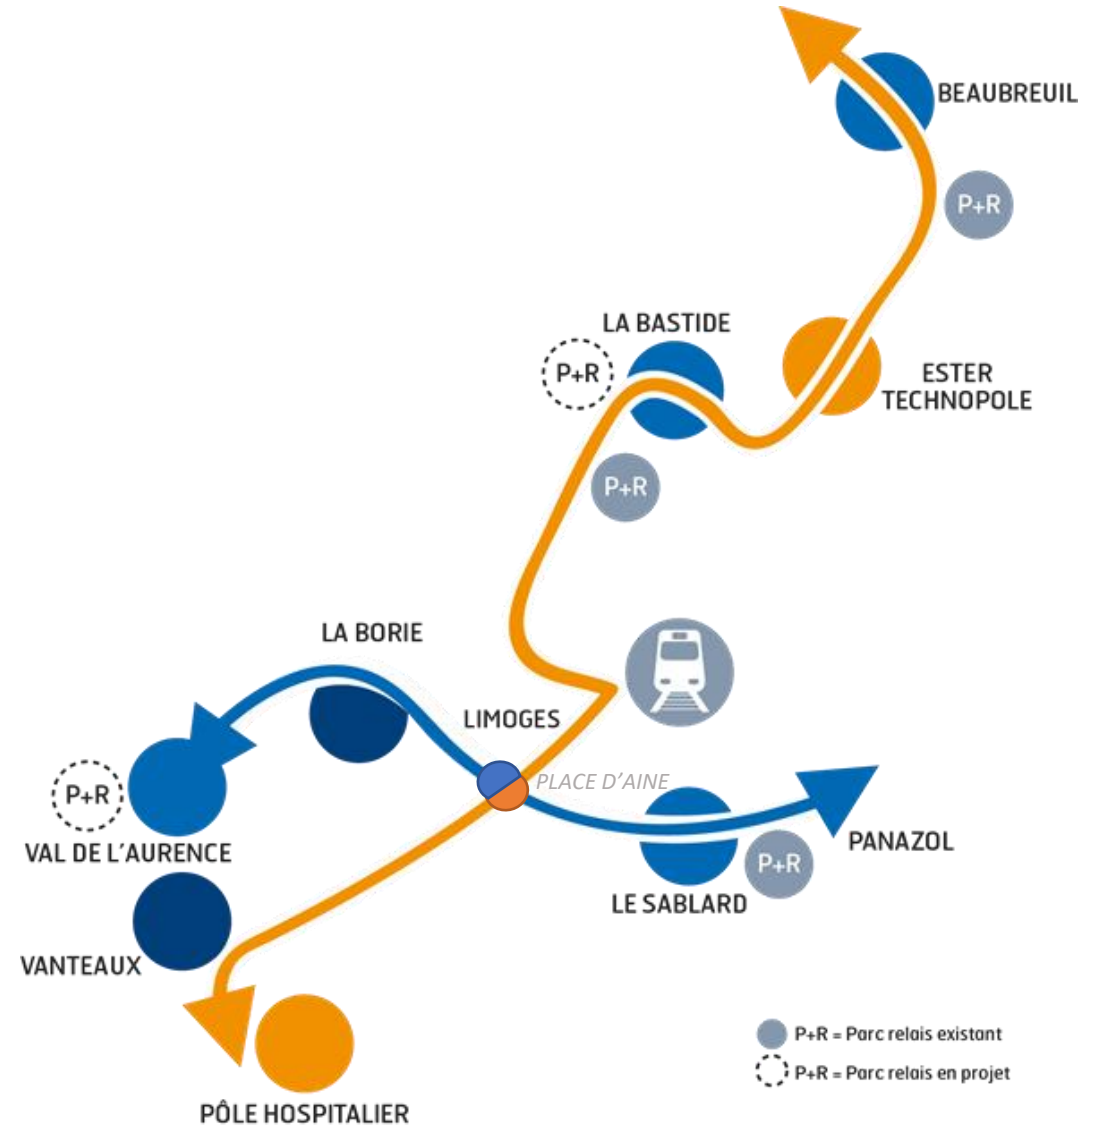 BEAUBREUIL
P+R
LA BASTIDE
P+R
ESTER
TECHNOPOLE
P+R
LA BORIE
LIMOGES
PLACE D'AINE
P+R
VAL DE L'AURENCE
PANAZOL
P+R
LE SABLARD
VANTEAUX
P+R = Parc relais existant
P+R = Parc relais en projet
PÔLE HOSPITALIER